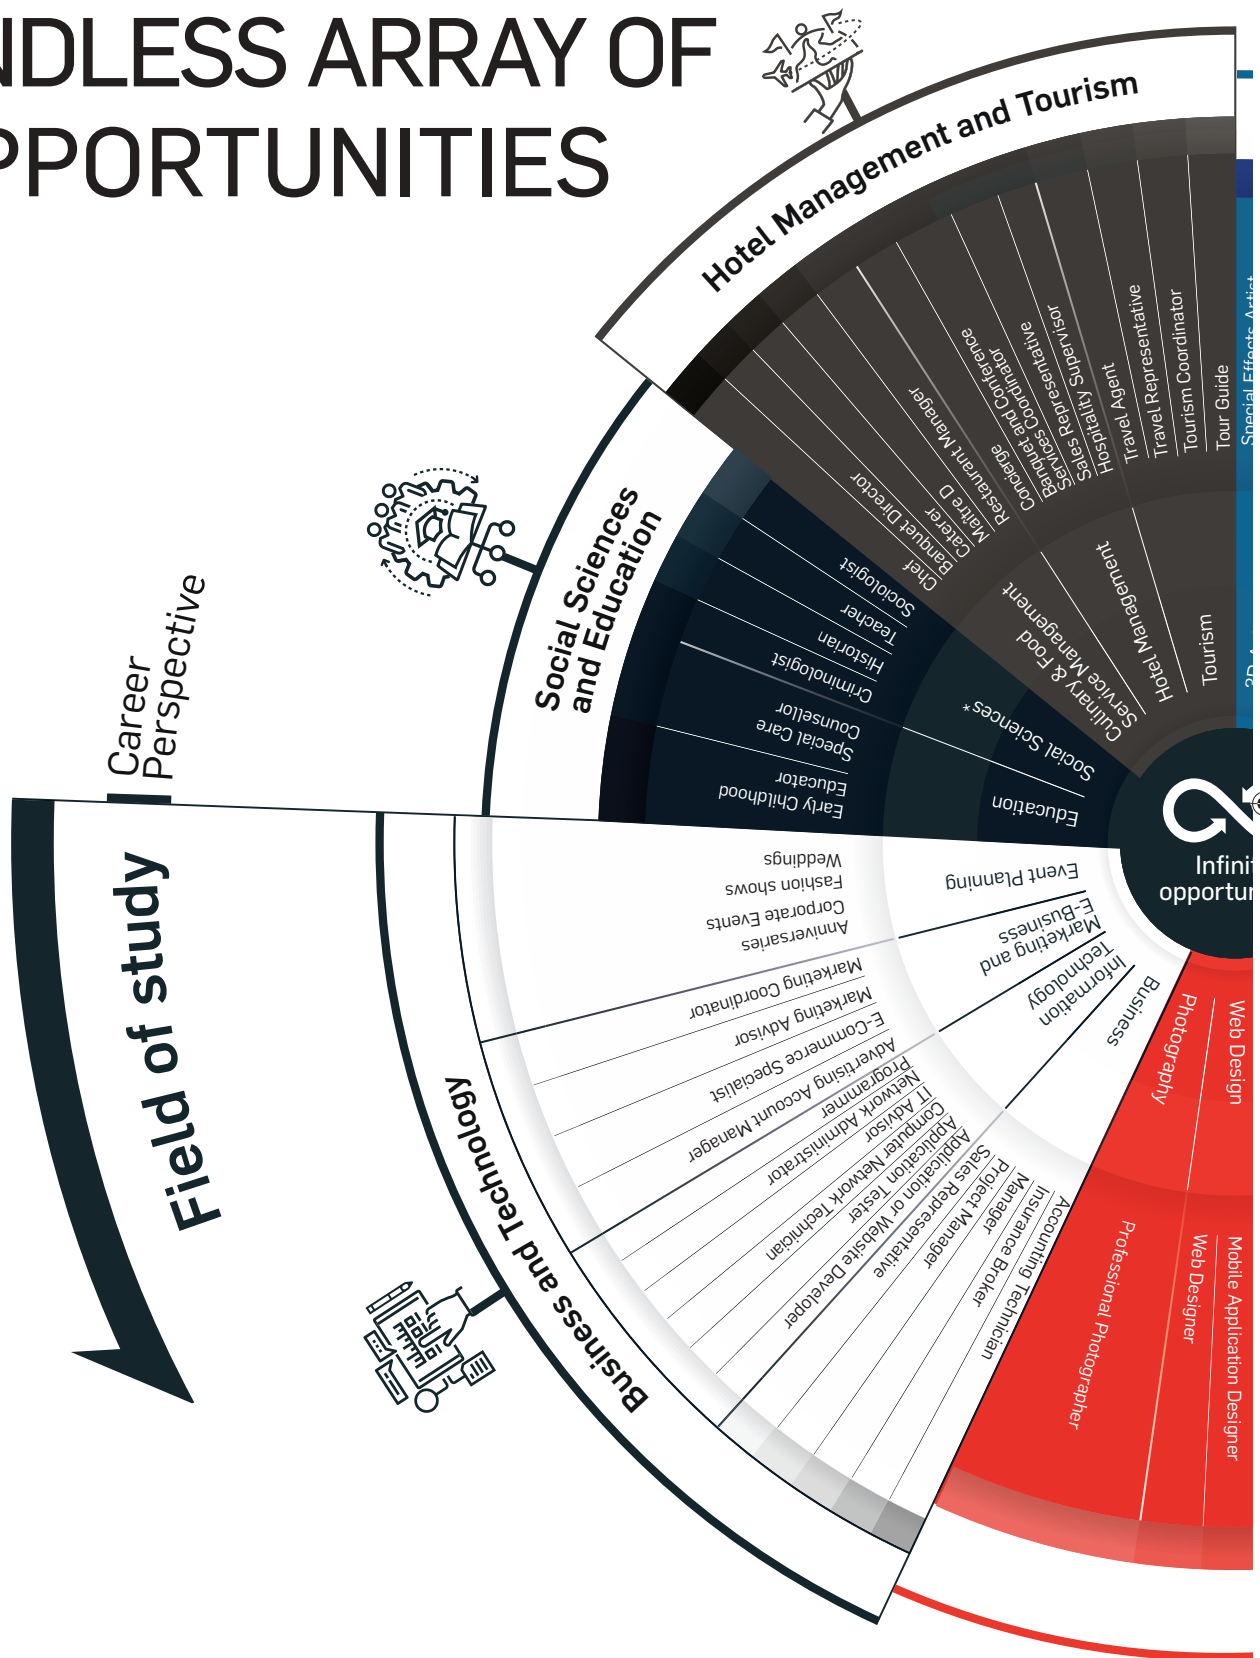 NDLESS ARRAY OF
PPORTUNITIES
Career
Perspective
Field of study
Hotel Management and Tourism
Tour Guide
Tourism Coordinator
Travel Representative
Travel Agent
Hospitality Supervisor
Sales Representative
Banquet and Conference
Services Coordinator
Concierge
Restaurant Manager
Maitre D
Caterer
Banquet Director
Chef
Tourism
Hotel Management
Culinary & Food
Service Management
Social Sciences
and Education
Sociologist
Teacher
Historian
Criminologist
Special Care
Counsellor
Early Childhood
Educator
Social Sciences*
Education
Business and Technology
Weddings
Fashion shows
Corporate Events
Anniversaries
Marketing Coordinator
Marketing Advisor
E-Commerce Specialist
Advertising Account Manager
Programmer
Network Administrator
IT Advisor
Computer Network Technician
Application Tester
Application or Website Developer
Sales Representative
Project Manager
Manager
Insurance Broker
Accounting Technician
Event Planning
Marketing and
E-Business
Information
Technology
Business
Photography
Web Design
Professional Photographer
Web Designer
Mobile Application Designer
Special Effects Artist
Infinit
opportun